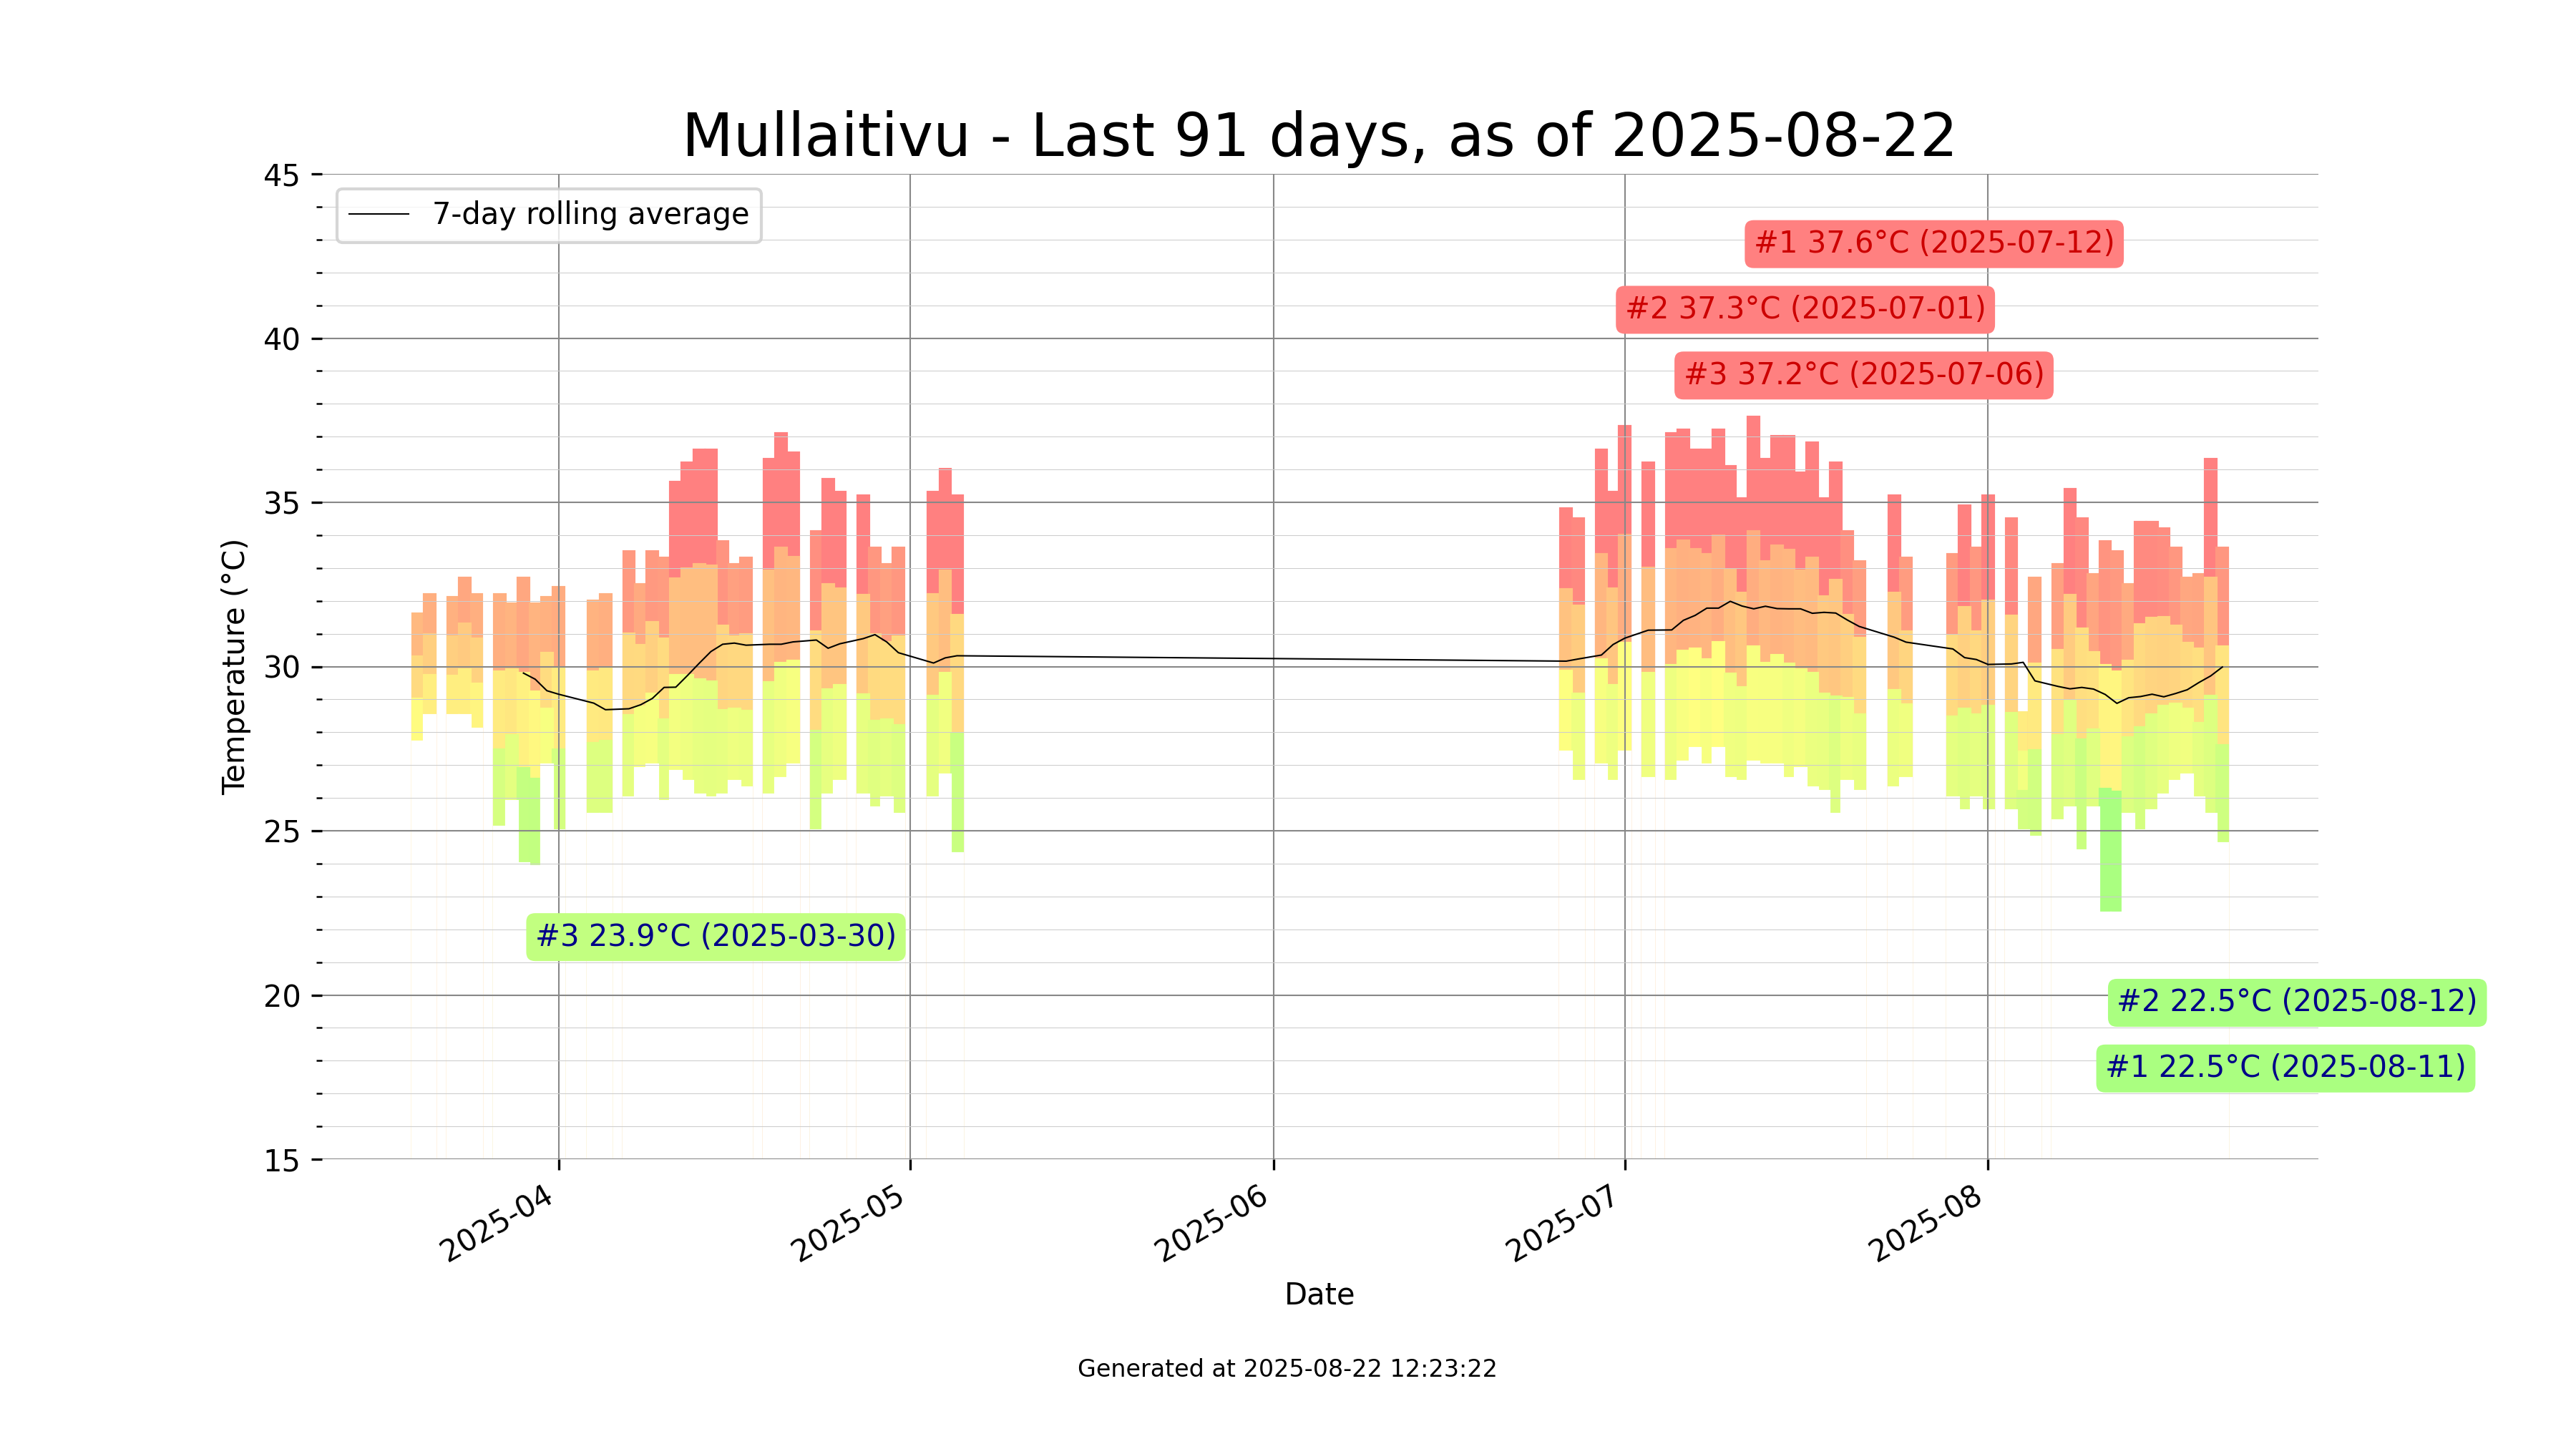 Mullaitivu - Last 91 days, as of 2025-08-22
45
7-day rolling average
#1 37.6°C (2025-07-12)
#2 37.3°C (2025-07-01)
40
#3 37.2°C (2025-07-06)
35
Temperature (°C)
30
25
#3 23.9°C (2025-03-30)
20
#2 22.5°C (2025-08-12)
#1 22.5°C (2025-08-11)
15
2025-04
2025-05
2025-06
2025-07
2025-08
Date
Generated at 2025-08-22 12:23:22